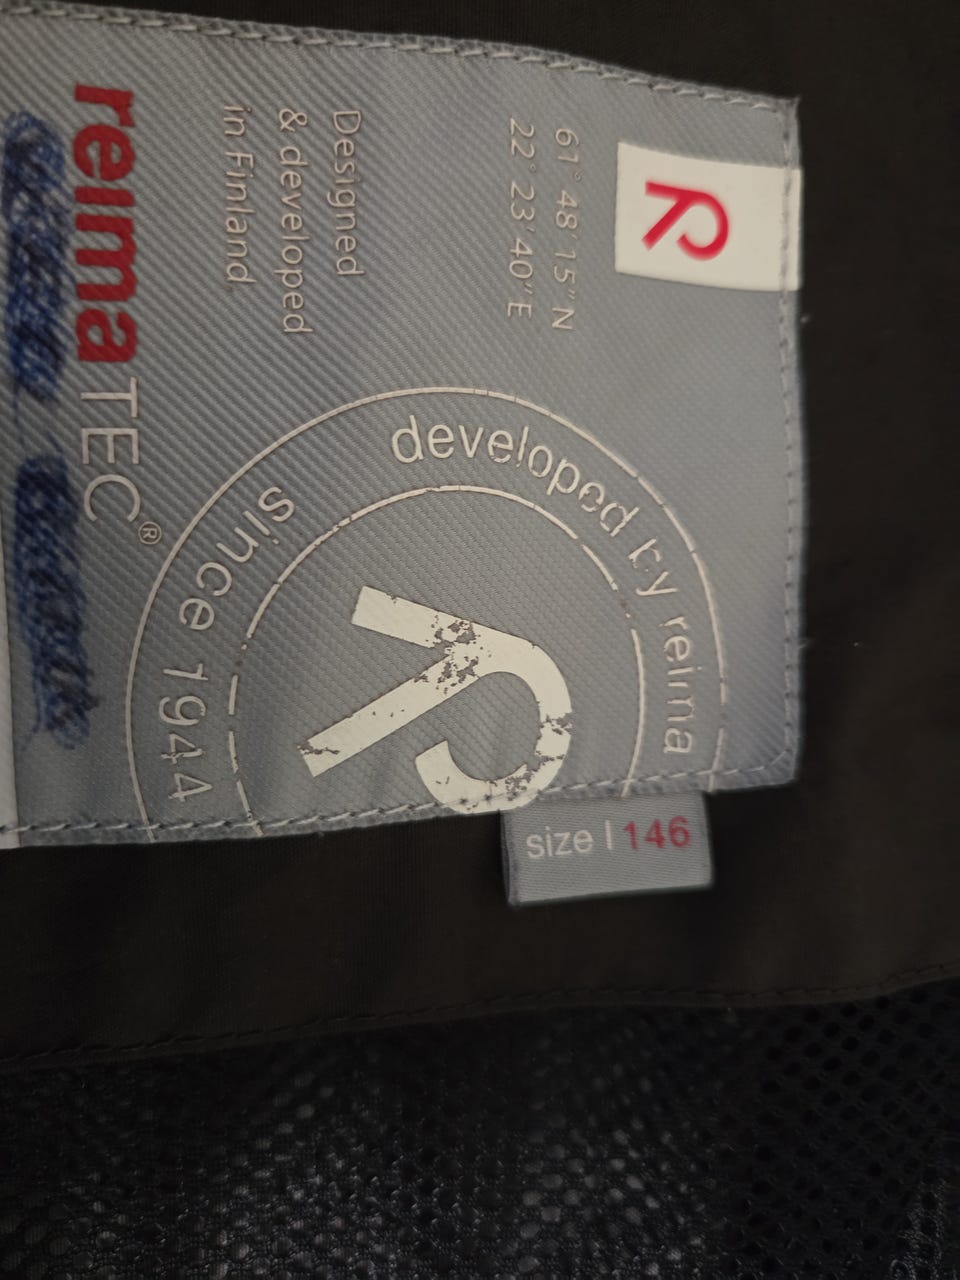 R
61° 48' 15" N
22° 23' 40" E
Designed
& developed
in Finland.
reima TEC®
developed by reima
since 1944
R
size | 146